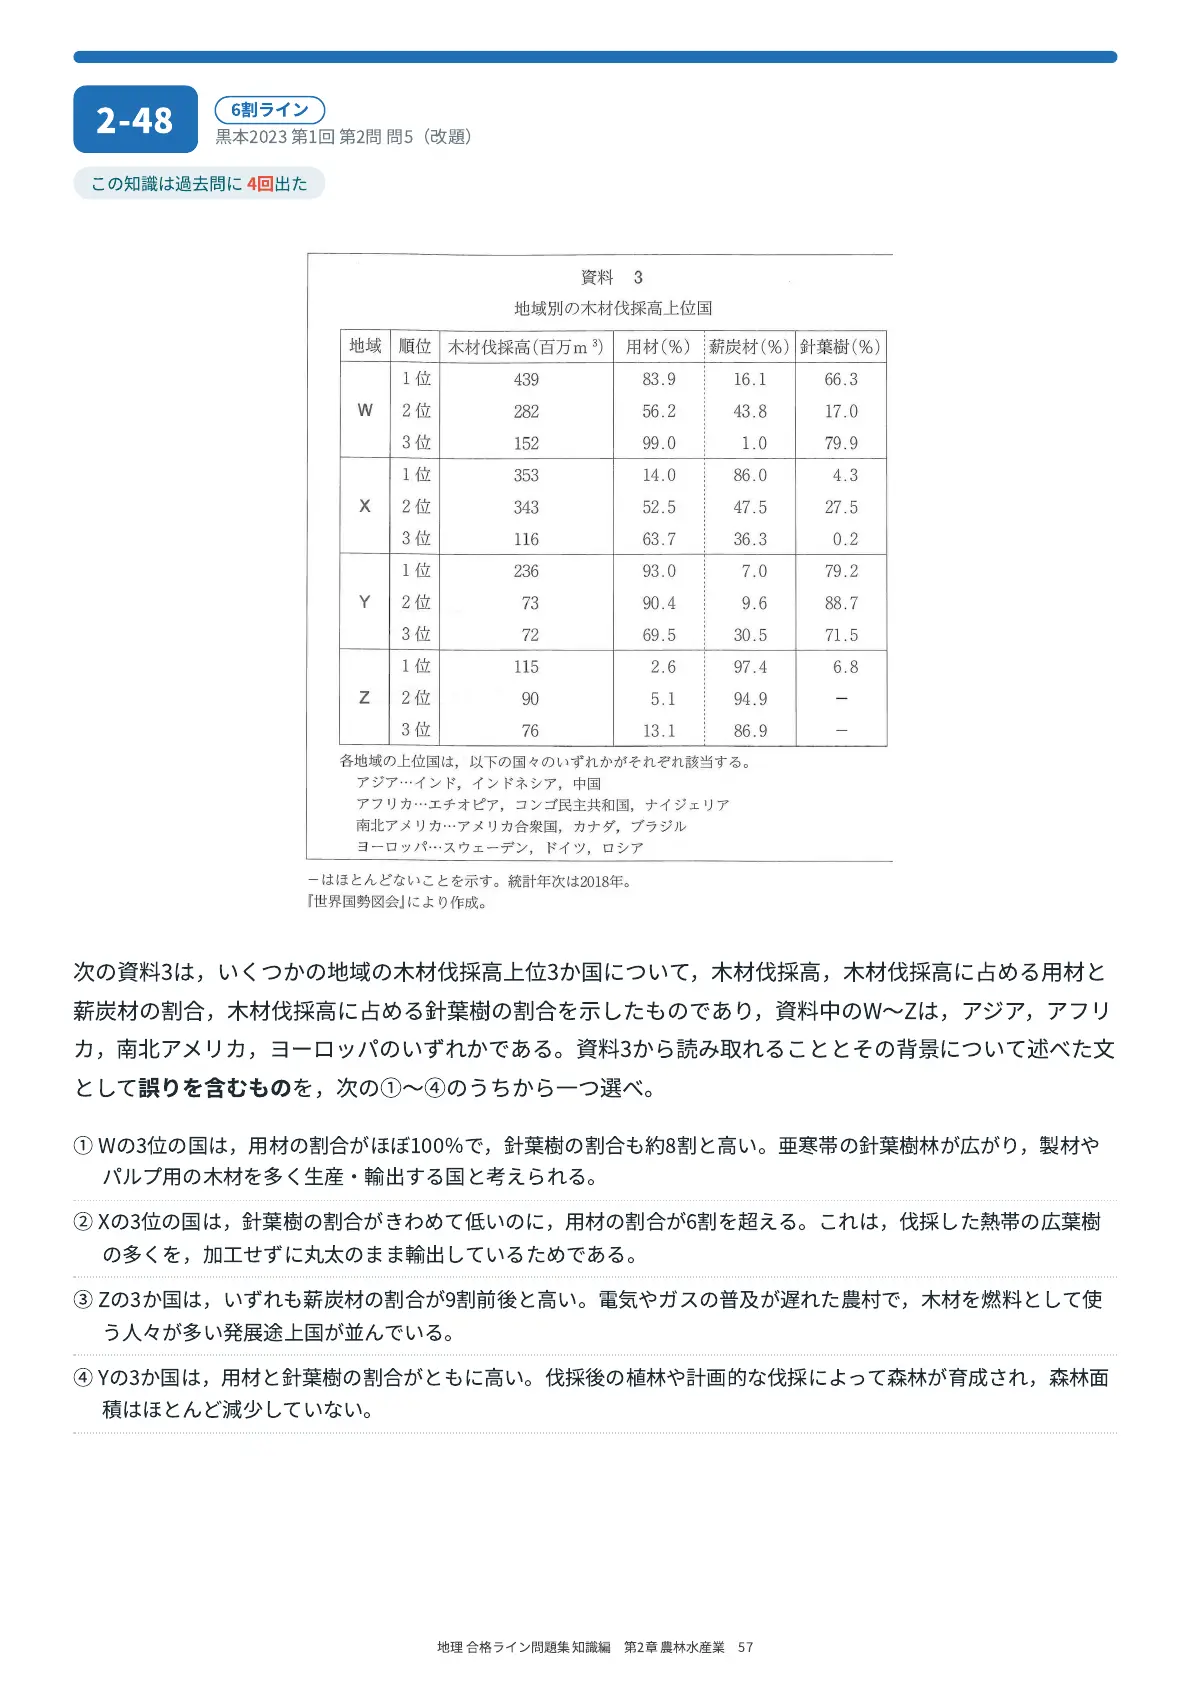 2-48
6割ライン
黒本2023 第1回 第2問 問5（改題）
この知識は過去問に 4回出た
資料 3
地域別の木材伐採高上位国
地域 順位 木材伐採高(百万m³) 用材(%) 薪炭材(%) 針葉樹(%)
W 1位 439 83.9 16.1 66.3
2位 282 56.2 43.8 17.0
3位 152 99.0 1.0 79.9
X 1位 353 14.0 86.0 4.3
2位 343 52.5 47.5 27.5
3位 116 63.7 36.3 0.2
Y 1位 236 93.0 7.0 79.2
2位 73 90.4 9.6 88.7
3位 72 69.5 30.5 71.5
Z 1位 115 2.6 97.4 6.8
2位 90 5.1 94.9 －
3位 76 13.1 86.9 －
各地域の上位国は，以下の国々のいずれかがそれぞれ該当する。
アジア…インド，インドネシア，中国
アフリカ…エチオピア，コンゴ民主共和国，ナイジェリア
南北アメリカ…アメリカ合衆国，カナダ，ブラジル
ヨーロッパ…スウェーデン，ドイツ，ロシア
－はほとんどないことを示す。統計年次は2018年。
『世界国勢図会』により作成。
次の資料3は，いくつかの地域の木材伐採高上位3か国について，木材伐採高，木材伐採高に占める用材と
薪炭材の割合，木材伐採高に占める針葉樹の割合を示したものであり，資料中のW～Zは，アジア，アフリ
カ，南北アメリカ，ヨーロッパのいずれかである。資料3から読み取れることとその背景について述べた文
として誤りを含むものを，次の①～④のうちから一つ選べ。
① Wの3位の国は，用材の割合がほぼ100%で，針葉樹の割合も約8割と高い。亜寒帯の針葉樹林が広がり，製材や
パルプ用の木材を多く生産・輸出する国と考えられる。
② Xの3位の国は，針葉樹の割合がきわめて低いのに，用材の割合が6割を超える。これは，伐採した熱帯の広葉樹
の多くを，加工せずに丸太のまま輸出しているためである。
③ Zの3か国は，いずれも薪炭材の割合が9割前後と高い。電気やガスの普及が遅れた農村で，木材を燃料として使
う人々が多い発展途上国が並んでいる。
④ Yの3か国は，用材と針葉樹の割合がともに高い。伐採後の植林や計画的な伐採によって森林が育成され，森林面
積はほとんど減少していない。
地理 合格ライン問題集 知識編 第2章 農林水産業 57